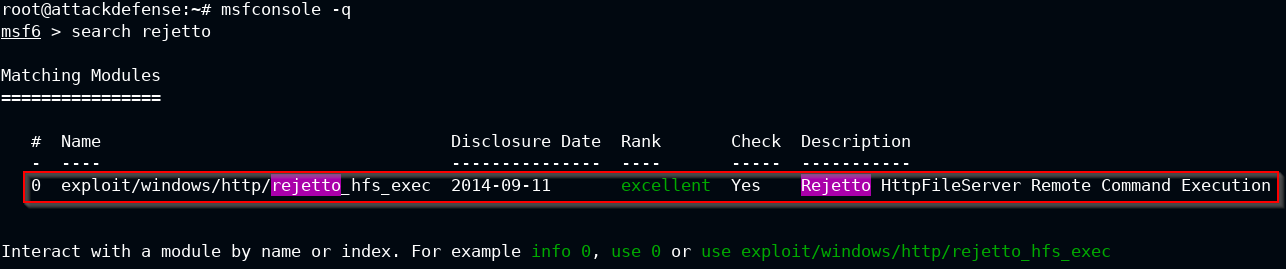 root@attackdefense:~# msfconsole -q
msf6 > search rejetto
Matching Modules
================
#  Name                                   Disclosure Date  Rank       Check  Description
-  ----                                   ---------------  ----       -----  -----------
0  exploit/windows/http/rejetto_hfs_exec  2014-09-11       excellent  Yes    Rejetto HttpFileServer Remote Command Execution
Interact with a module by name or index. For example info 0, use 0 or use exploit/windows/http/rejetto_hfs_exec